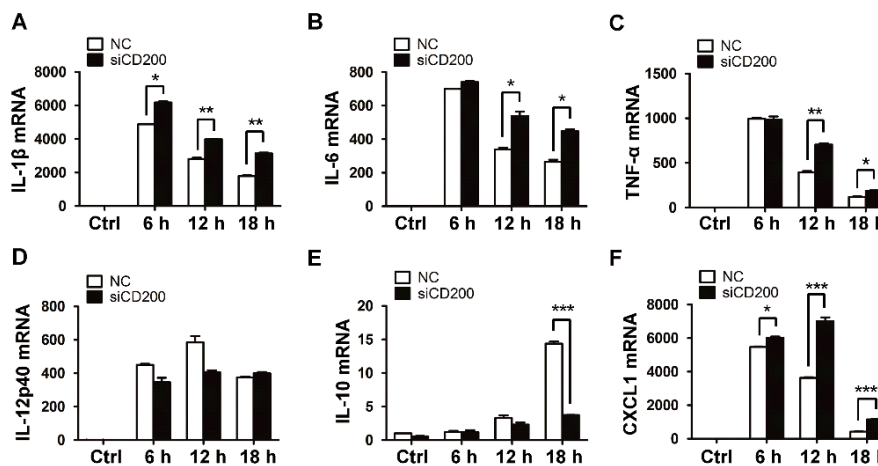 A
NC
siCD200
IL-1β mRNA
8000
6000
4000
2000
0
*
**
**
Ctrl 6 h 12 h 18 h
B
NC
siCD200
IL-6 mRNA
800
600
400
200
0
*
*
Ctrl 6 h 12 h 18 h
C
NC
siCD200
TNF-α mRNA
1500
1000
500
0
**
*
Ctrl 6 h 12 h 18 h
D
NC
siCD200
IL-12p40 mRNA
800
600
400
200
0
Ctrl 6 h 12 h 18 h
E
NC
siCD200
IL-10 mRNA
20
15
10
5
0
***
Ctrl 6 h 12 h 18 h
F
NC
siCD200
CXCL1 mRNA
8000
6000
4000
2000
0
*
***
***
Ctrl 6 h 12 h 18 h